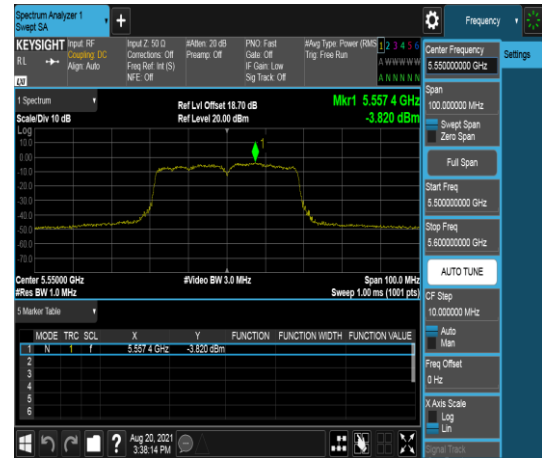 Spectrum Analyzer 1
Swept SA
Frequency
KEYSIGHT
RL
LXI
Input: RF
Coupling: DC
Align: Auto
Input Z: 50 Ω
Corrections: Off
Freq Ref: Int (S)
NFE: Off
#Atten: 20 dB
Preamp: Off
PNO: Fast
Gate: Off
IF Gain: Low
Sig Track: Off
#Avg Type: Power (RMS
Trig: Free Run
1 2 3 4 5 6
A W W W W W
A N N N N N
1 Spectrum
Scale/Div 10 dB
Ref Lvl Offset 18.70 dB
Ref Level 20.00 dBm
Mkr1 5.557 4 GHz
-3.820 dBm
Log
10.0
0.00
-10.0
-20.0
-30.0
-40.0
-50.0
-60.0
-70.0
1
Center 5.55000 GHz
#Res BW 1.0 MHz
#Video BW 3.0 MHz
Span 100.0 MHz
Sweep 1.00 ms (1001 pts)
5 Marker Table
MODE TRC SCL X Y FUNCTION FUNCTION WIDTH FUNCTION VALUE
1 N 1 f 5.557 4 GHz -3.820 dBm
2
3
4
5
6
Aug 20, 2021
3:38:14 PM
Center Frequency
5.550000000 GHz
Settings
Span
100.000000 MHz
Swept Span
Zero Span
Full Span
Start Freq
5.500000000 GHz
Stop Freq
5.600000000 GHz
AUTO TUNE
CF Step
10.000000 MHz
Auto
Man
Freq Offset
0 Hz
X Axis Scale
Log
Lin
Signal Track